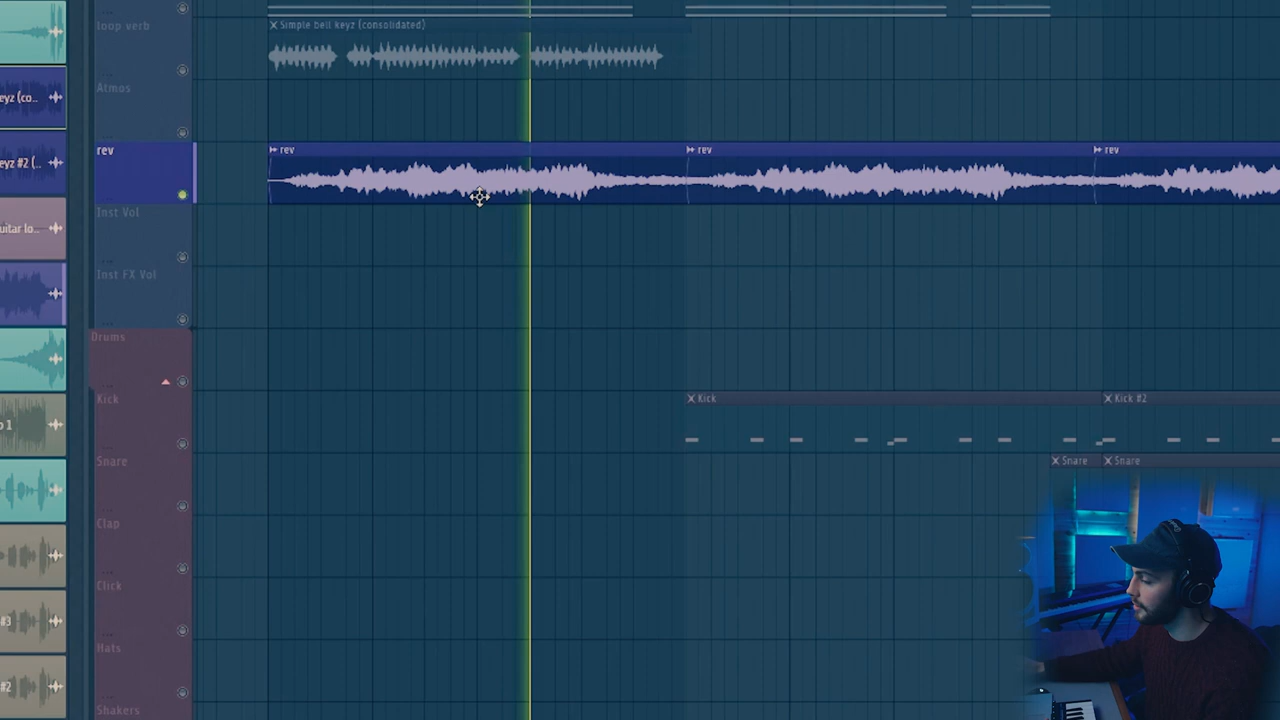 loop verb
Simple bell keyz (consolidated)
eyz (co...
Atmos
rev
rev
rev
rev
eyz #2 (...
Inst Vol
uitar lo...
Inst FX Vol
Drums
Kick
Kick
Kick #2
1
Snare
Snare
Snare
Clap
Click
#3
Hats
#2
Shakers